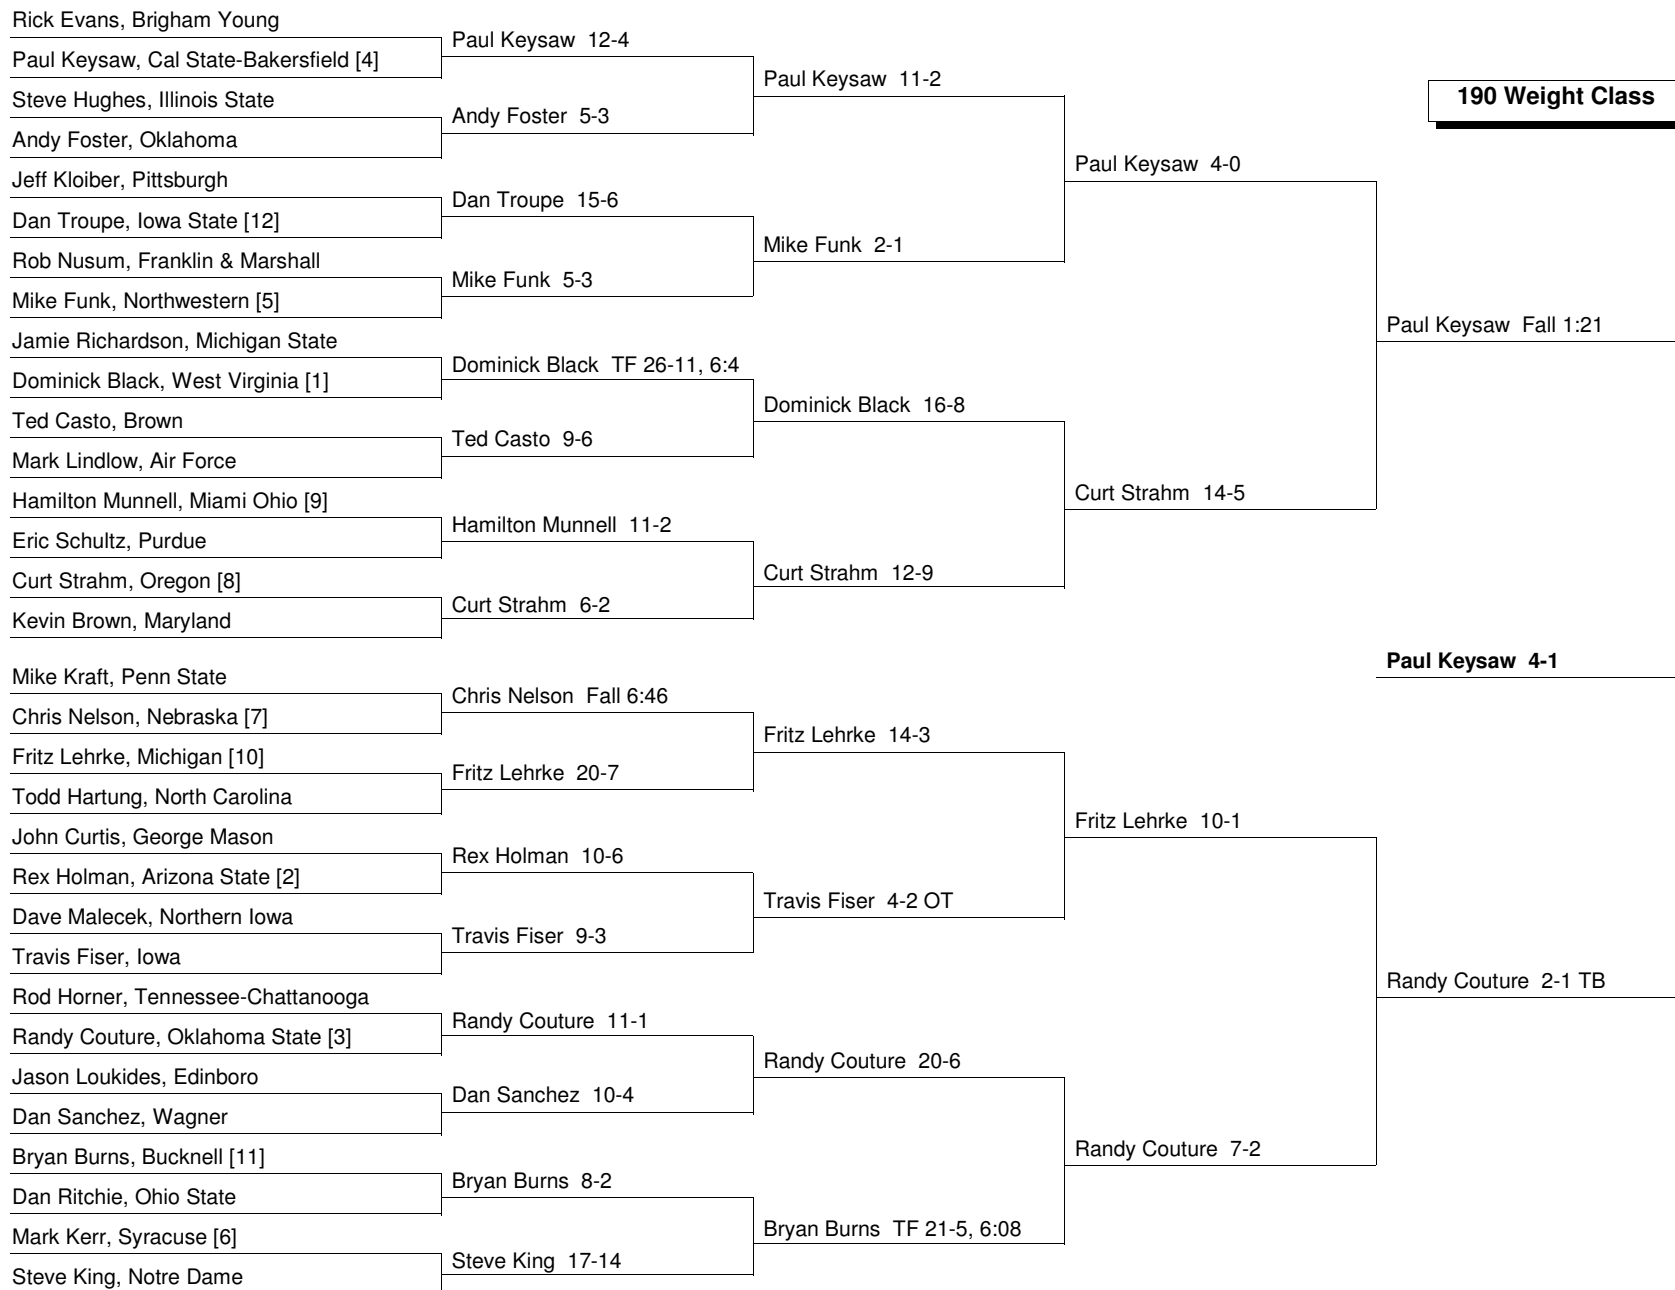 Rick Evans, Brigham Young
Paul Keysaw, Cal State-Bakersfield [4]
Steve Hughes, Illinois State
Andy Foster, Oklahoma
Jeff Kloiber, Pittsburgh
Dan Troupe, Iowa State [12]
Rob Nusum, Franklin & Marshall
Mike Funk, Northwestern [5]
Jamie Richardson, Michigan State
Dominick Black, West Virginia [1]
Ted Casto, Brown
Mark Lindlow, Air Force
Hamilton Munnell, Miami Ohio [9]
Eric Schultz, Purdue
Curt Strahm, Oregon [8]
Kevin Brown, Maryland
Mike Kraft, Penn State
Chris Nelson, Nebraska [7]
Fritz Lehrke, Michigan [10]
Todd Hartung, North Carolina
John Curtis, George Mason
Rex Holman, Arizona State [2]
Dave Malecek, Northern Iowa
Travis Fiser, Iowa
Rod Horner, Tennessee-Chattanooga
Randy Couture, Oklahoma State [3]
Jason Loukides, Edinboro
Dan Sanchez, Wagner
Bryan Burns, Bucknell [11]
Dan Ritchie, Ohio State
Mark Kerr, Syracuse [6]
Steve King, Notre Dame
Paul Keysaw 12-4
Andy Foster 5-3
Dan Troupe 15-6
Mike Funk 5-3
Dominick Black TF 26-11, 6:4
Ted Casto 9-6
Hamilton Munnell 11-2
Curt Strahm 6-2
Chris Nelson Fall 6:46
Fritz Lehrke 20-7
Rex Holman 10-6
Travis Fiser 9-3
Randy Couture 11-1
Dan Sanchez 10-4
Bryan Burns 8-2
Steve King 17-14
Paul Keysaw 11-2
Mike Funk 2-1
Dominick Black 16-8
Curt Strahm 12-9
Fritz Lehrke 14-3
Travis Fiser 4-2 OT
Randy Couture 20-6
Bryan Burns TF 21-5, 6:08
Paul Keysaw 4-0
Curt Strahm 14-5
Fritz Lehrke 10-1
Randy Couture 7-2
190 Weight Class
Paul Keysaw Fall 1:21
Paul Keysaw 4-1
Randy Couture 2-1 TB